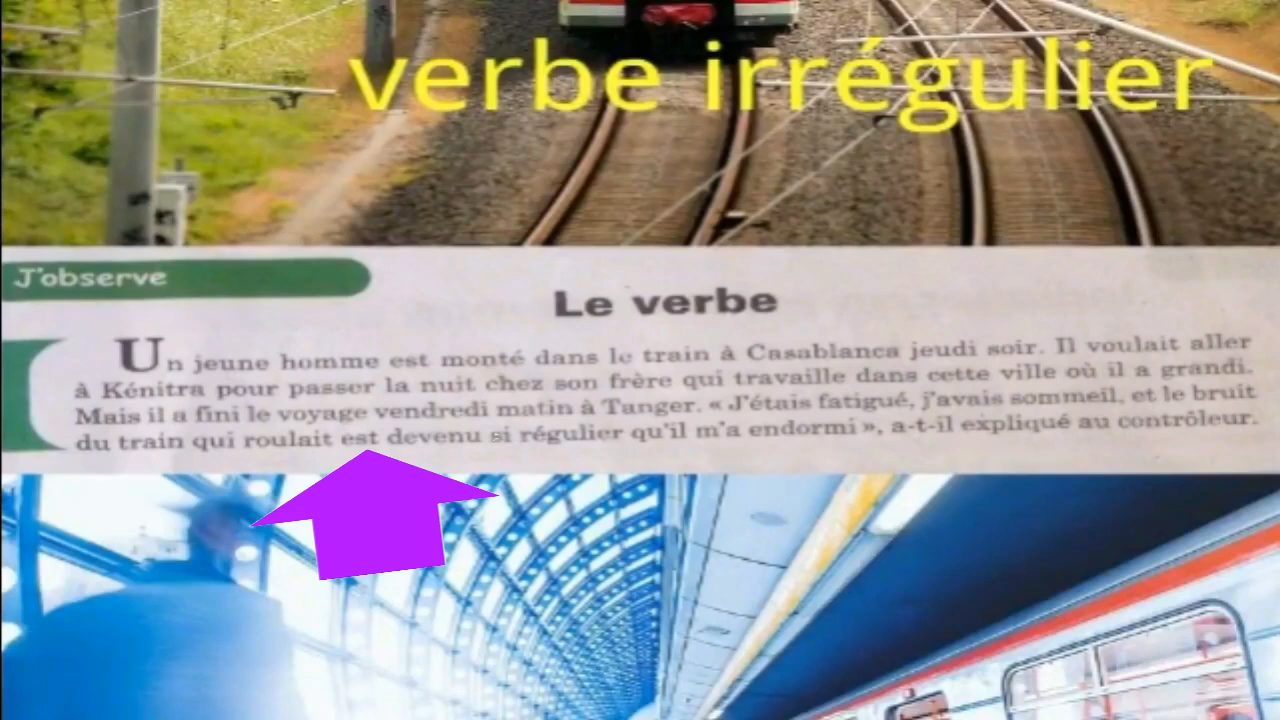 verbe irrégulier
J'observe
Le verbe
Un jeune homme est monté dans le train à Casablanca jeudi soir. Il voulait aller
à Kénitra pour passer la nuit chez son frère qui travaille dans cette ville où il a grandi.
Mais il a fini le voyage vendredi matin à Tanger. « J'étais fatigué, j'avais sommeil, et le bruit
du train qui roulait est devenu si régulier qu'il m'a endormi », a-t-il expliqué au contrôleur.